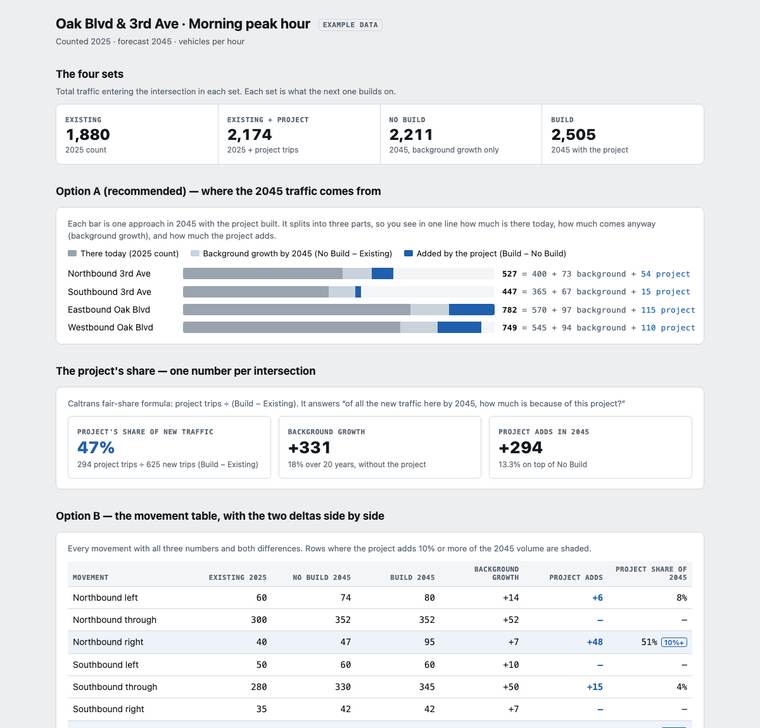 Oak Blvd & 3rd Ave · Morning peak hour EXAMPLE DATA
Counted 2025 · forecast 2045 · vehicles per hour
The four sets
Total traffic entering the intersection in each set. Each set is what the next one builds on.
EXISTING EXISTING + PROJECT NO BUILD BUILD
1,880 2,174 2,211 2,505
2025 count 2025 + project trips 2045, background growth only 2045 with the project
Option A (recommended) — where the 2045 traffic comes from
Each bar is one approach in 2045 with the project built. It splits into three parts, so you see in one line how much is there today, how much comes anyway
(background growth), and how much the project adds.
There today (2025 count) Background growth by 2045 (No Build − Existing) Added by the project (Build − No Build)
Northbound 3rd Ave 527 = 400 + 73 background + 54 project
Southbound 3rd Ave 447 = 365 + 67 background + 15 project
Eastbound Oak Blvd 782 = 570 + 97 background + 115 project
Westbound Oak Blvd 749 = 545 + 94 background + 110 project
The project's share — one number per intersection
Caltrans fair-share formula: project trips ÷ (Build − Existing). It answers “of all the new traffic here by 2045, how much is because of this project?”
PROJECT'S SHARE OF NEW TRAFFIC BACKGROUND GROWTH PROJECT ADDS IN 2045
47% +331 +294
294 project trips ÷ 625 new trips (Build − Existing) 18% over 20 years, without the project 13.3% on top of No Build
Option B — the movement table, with the two deltas side by side
Every movement with all three numbers and both differences. Rows where the project adds 10% or more of the 2045 volume are shaded.
MOVEMENT EXISTING 2025 NO BUILD 2045 BUILD 2045 BACKGROUND GROWTH PROJECT ADDS PROJECT SHARE OF 2045
Northbound left 60 74 80 +14 +6 8%
Northbound through 300 352 352 +52 — —
Northbound right 40 47 95 +7 +48 51% 10%+
Southbound left 50 60 60 +10 — —
Southbound through 280 330 345 +50 +15 4%
Southbound right 35 42 42 +7 — —